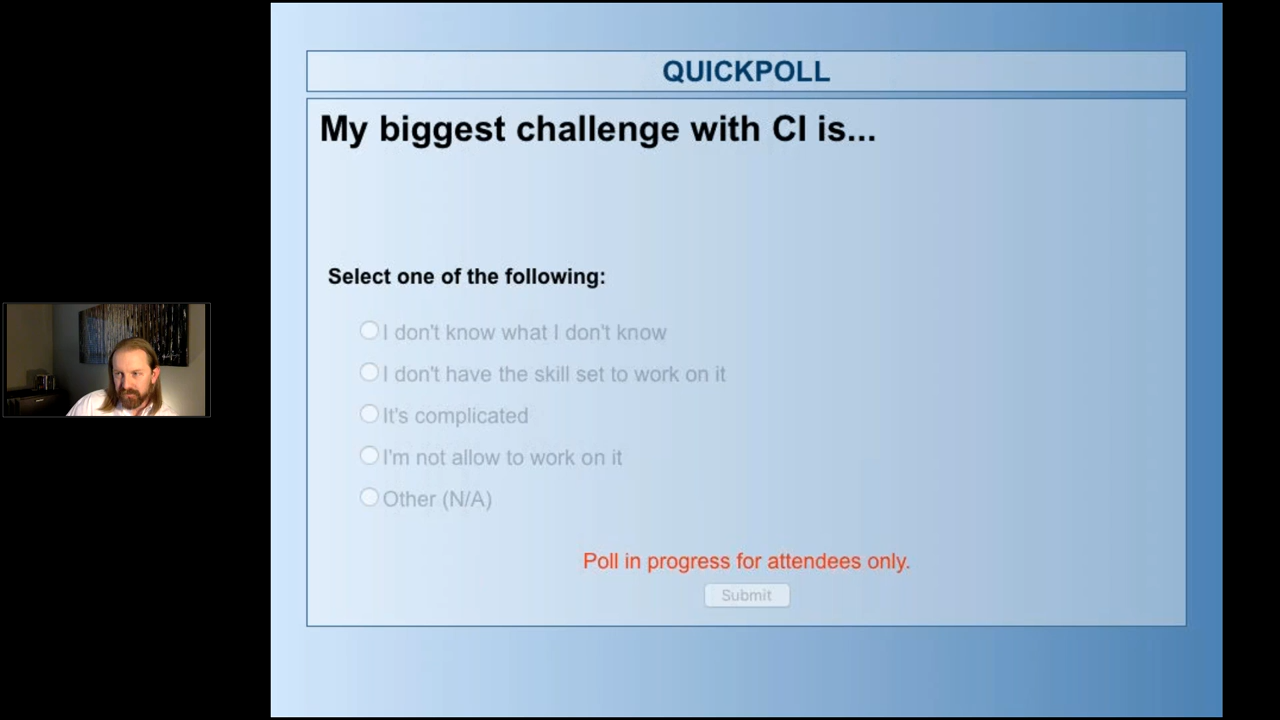 QUICKPOLL
My biggest challenge with CI is...
Select one of the following:
I don't know what I don't know
I don't have the skill set to work on it
It's complicated
I'm not allow to work on it
Other (N/A)
Poll in progress for attendees only.
Submit